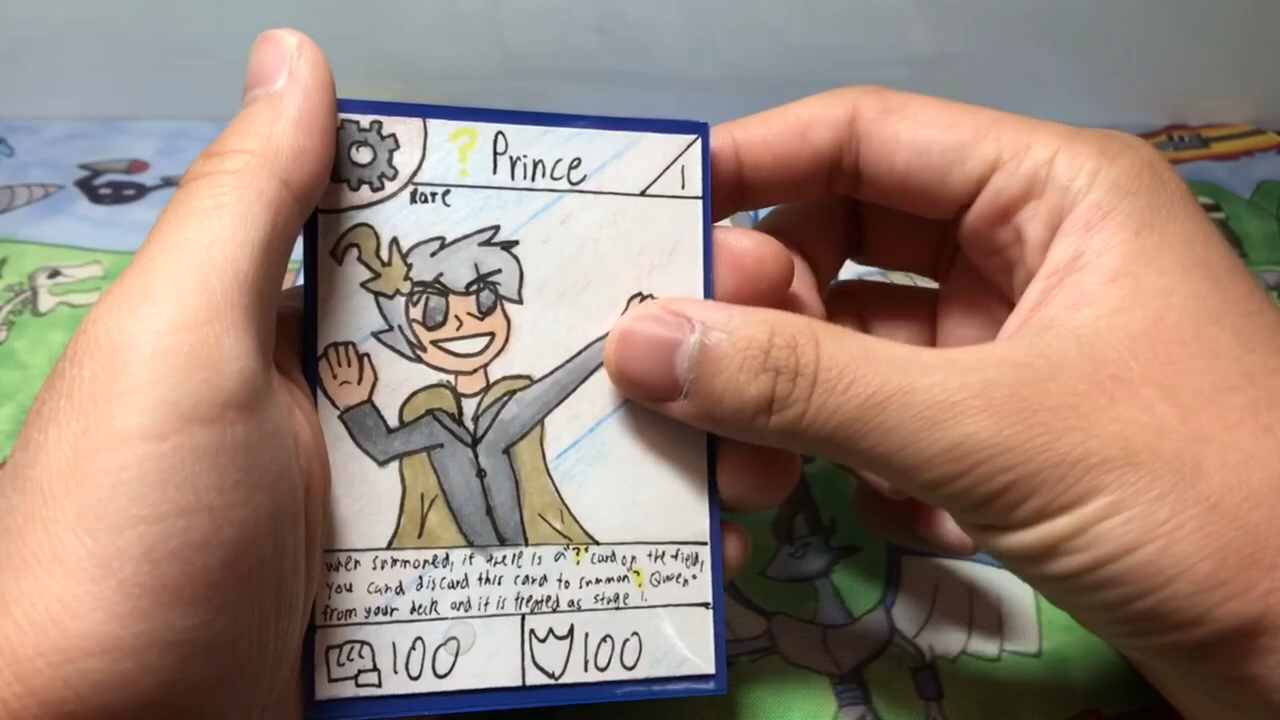 ? Prince
1
Rare
when summoned, if there is a "?" card on the field,
you cand discard this card to summon "? Queen"
from your deck and it is treated as stage 1.
100
100